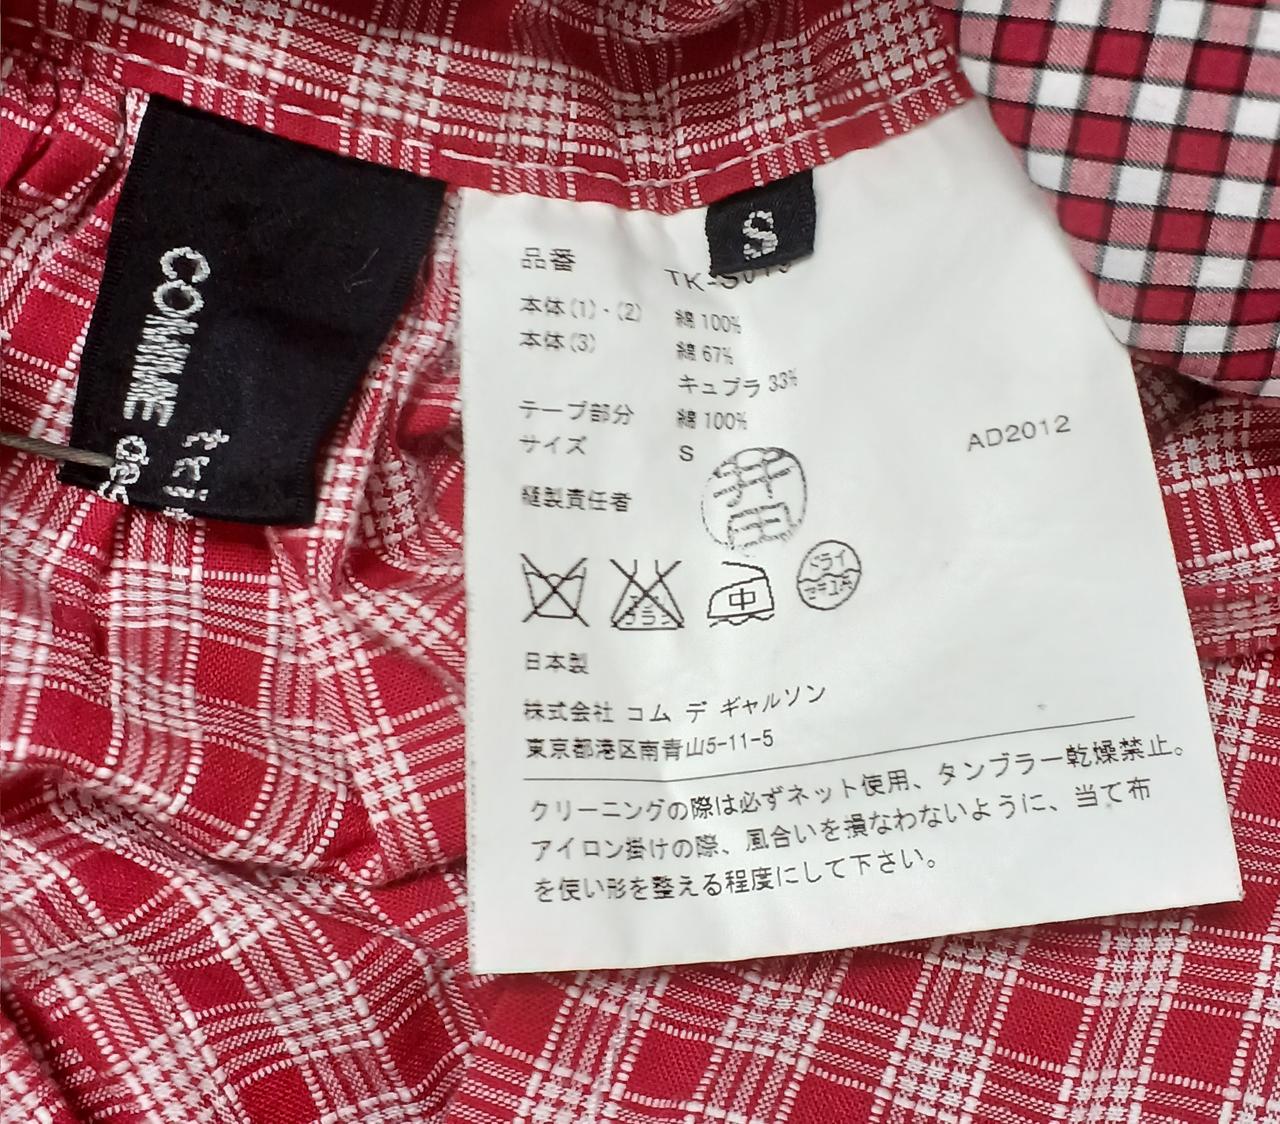 COMME des
S
品番
本体(1)・(2) 綿 100%
本体(3) 綿 67%
キュプラ 33%
テープ部分 綿 100%
サイズ S
AD2012
縫製責任者
中
ドライ
日本製
株式会社 コム デ ギャルソン
東京都港区南青山5-11-5
クリーニングの際は必ずネット使用、タンブラー乾燥禁止。
アイロン掛けの際、風合いを損なわないように、当て布
を使い形を整える程度にして下さい。